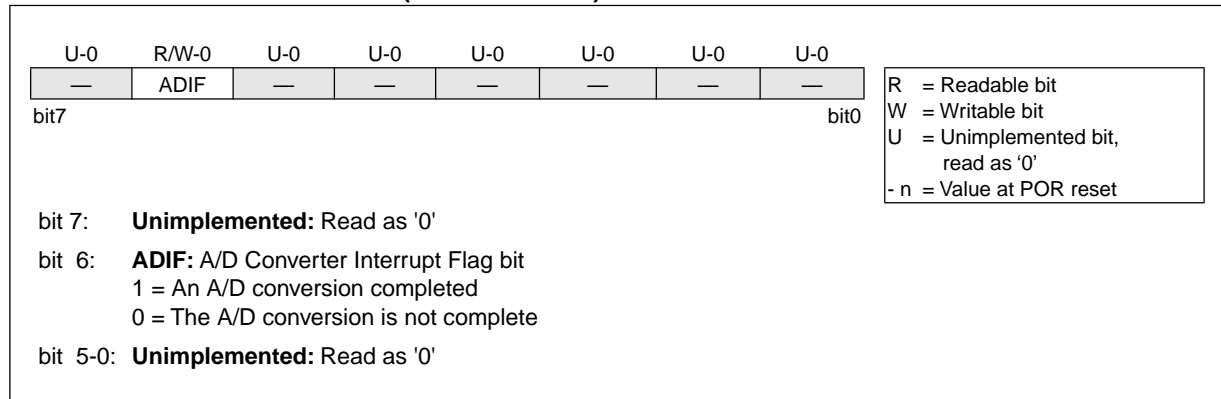 U-0 R/W-0 U-0 U-0 U-0 U-0 U-0 U-0
— ADIF — — — — — —
bit7 bit0
R = Readable bit
W = Writable bit
U = Unimplemented bit,
read as ‘0’
- n = Value at POR reset
bit 7: Unimplemented: Read as '0'
bit 6: ADIF: A/D Converter Interrupt Flag bit
1 = An A/D conversion completed
0 = The A/D conversion is not complete
bit 5-0: Unimplemented: Read as '0'